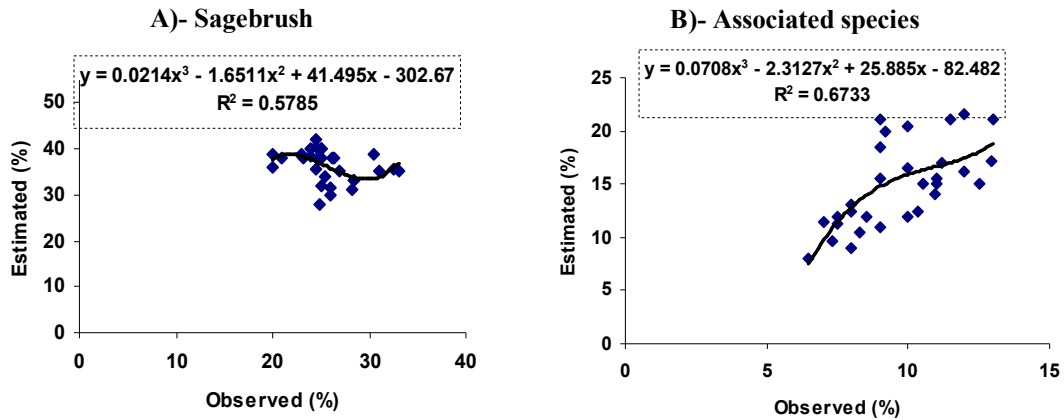 A)- Sagebrush
y = 0.0214x³ - 1.6511x² + 41.495x - 302.67
R² = 0.5785
50
40
30
20
10
0
0 10 20 30 40
Estimated (%)
Observed (%)
B)- Associated species
y = 0.0708x³ - 2.3127x² + 25.885x - 82.482
R² = 0.6733
25
20
15
10
5
0
0 5 10 15
Estimated (%)
Observed (%)